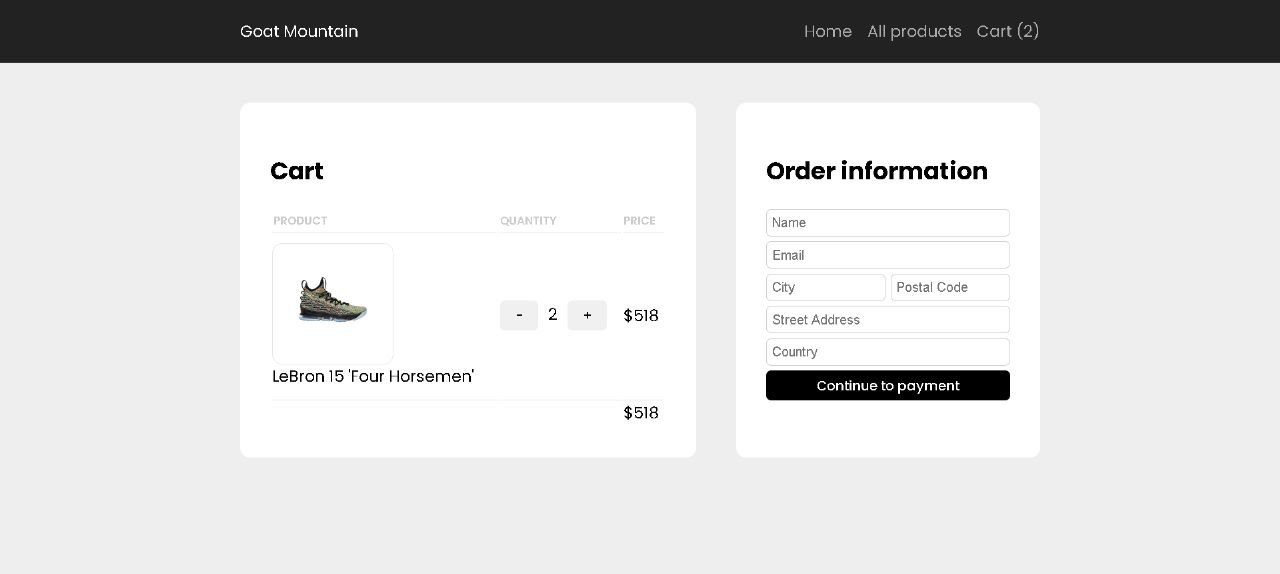 Goat Mountain
Home All products Cart (2)
Cart
PRODUCT QUANTITY PRICE
- 2 + $518
LeBron 15 'Four Horsemen'
$518
Order information
Name
Email
City Postal Code
Street Address
Country
Continue to payment